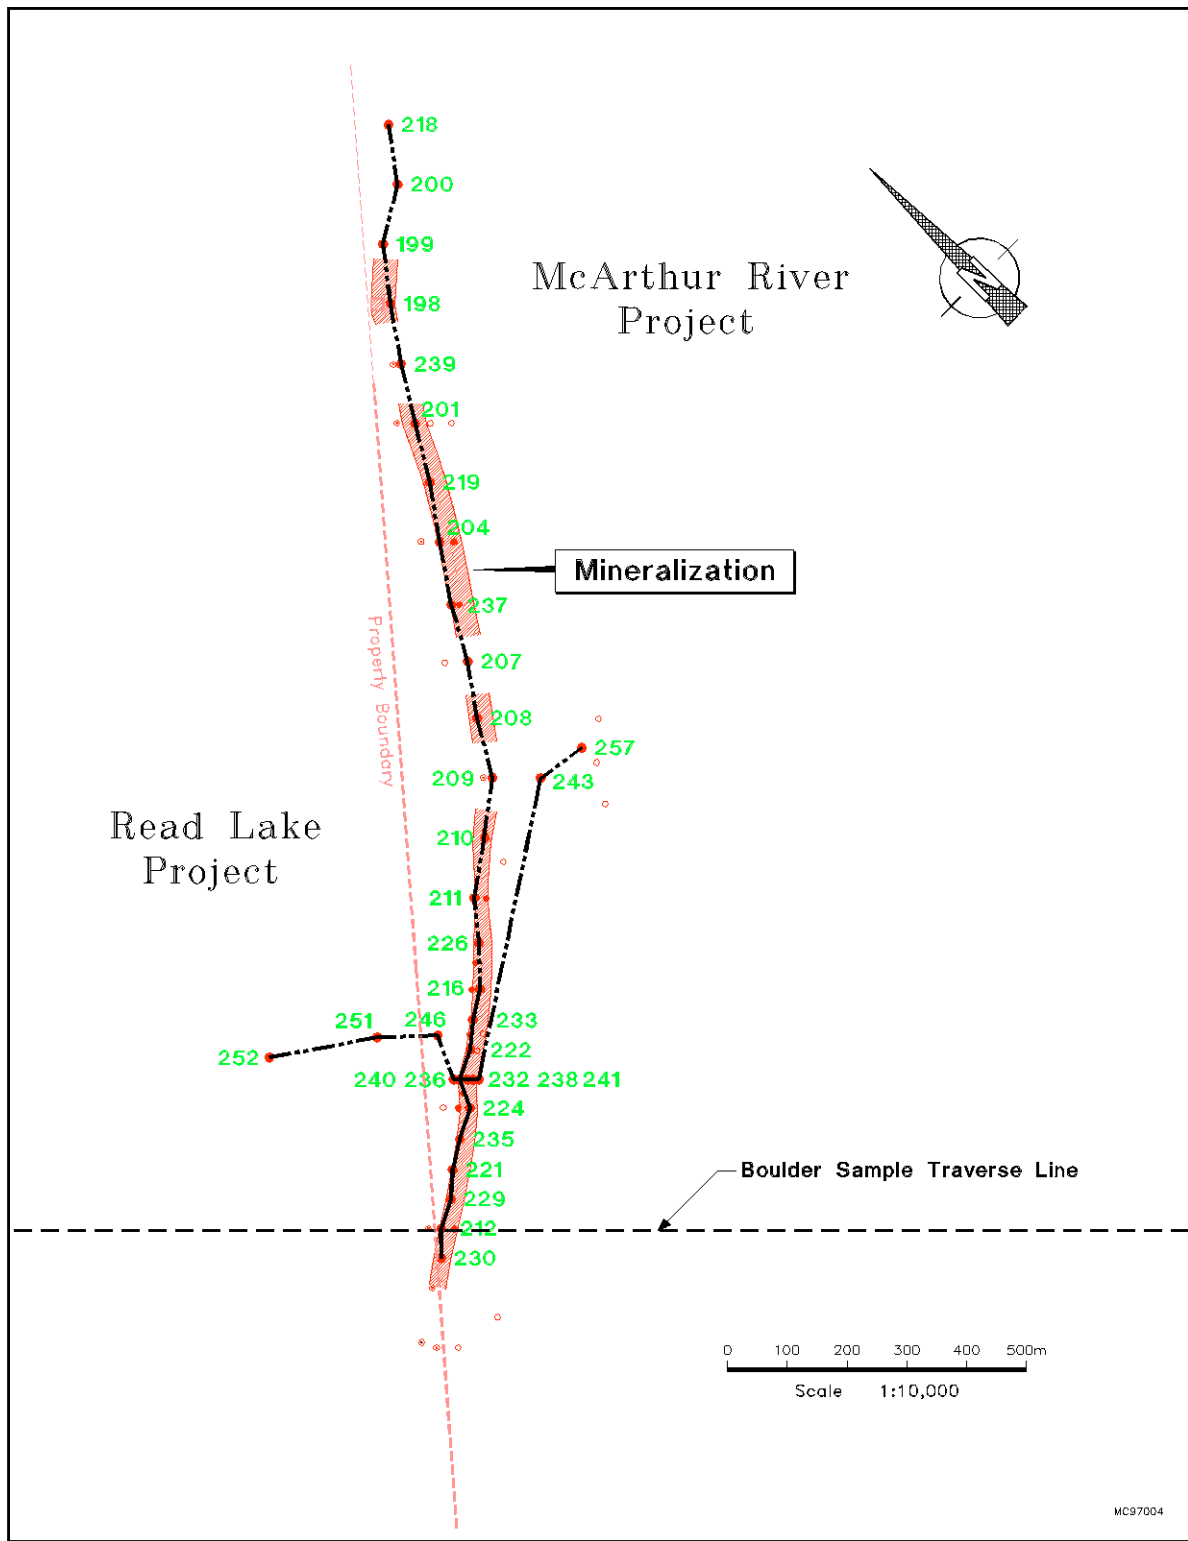 218
200
199
McArthur River
Project
N
198
239
201
219
204
Mineralization
237
207
Property Boundary
208
257
209
243
Read Lake
Project
210
211
226
216
251
246
233
252
222
240 236
232 238 241
224
235
221
Boulder Sample Traverse Line
229
212
230
0 100 200 300 400 500m
Scale 1:10,000
MC97004